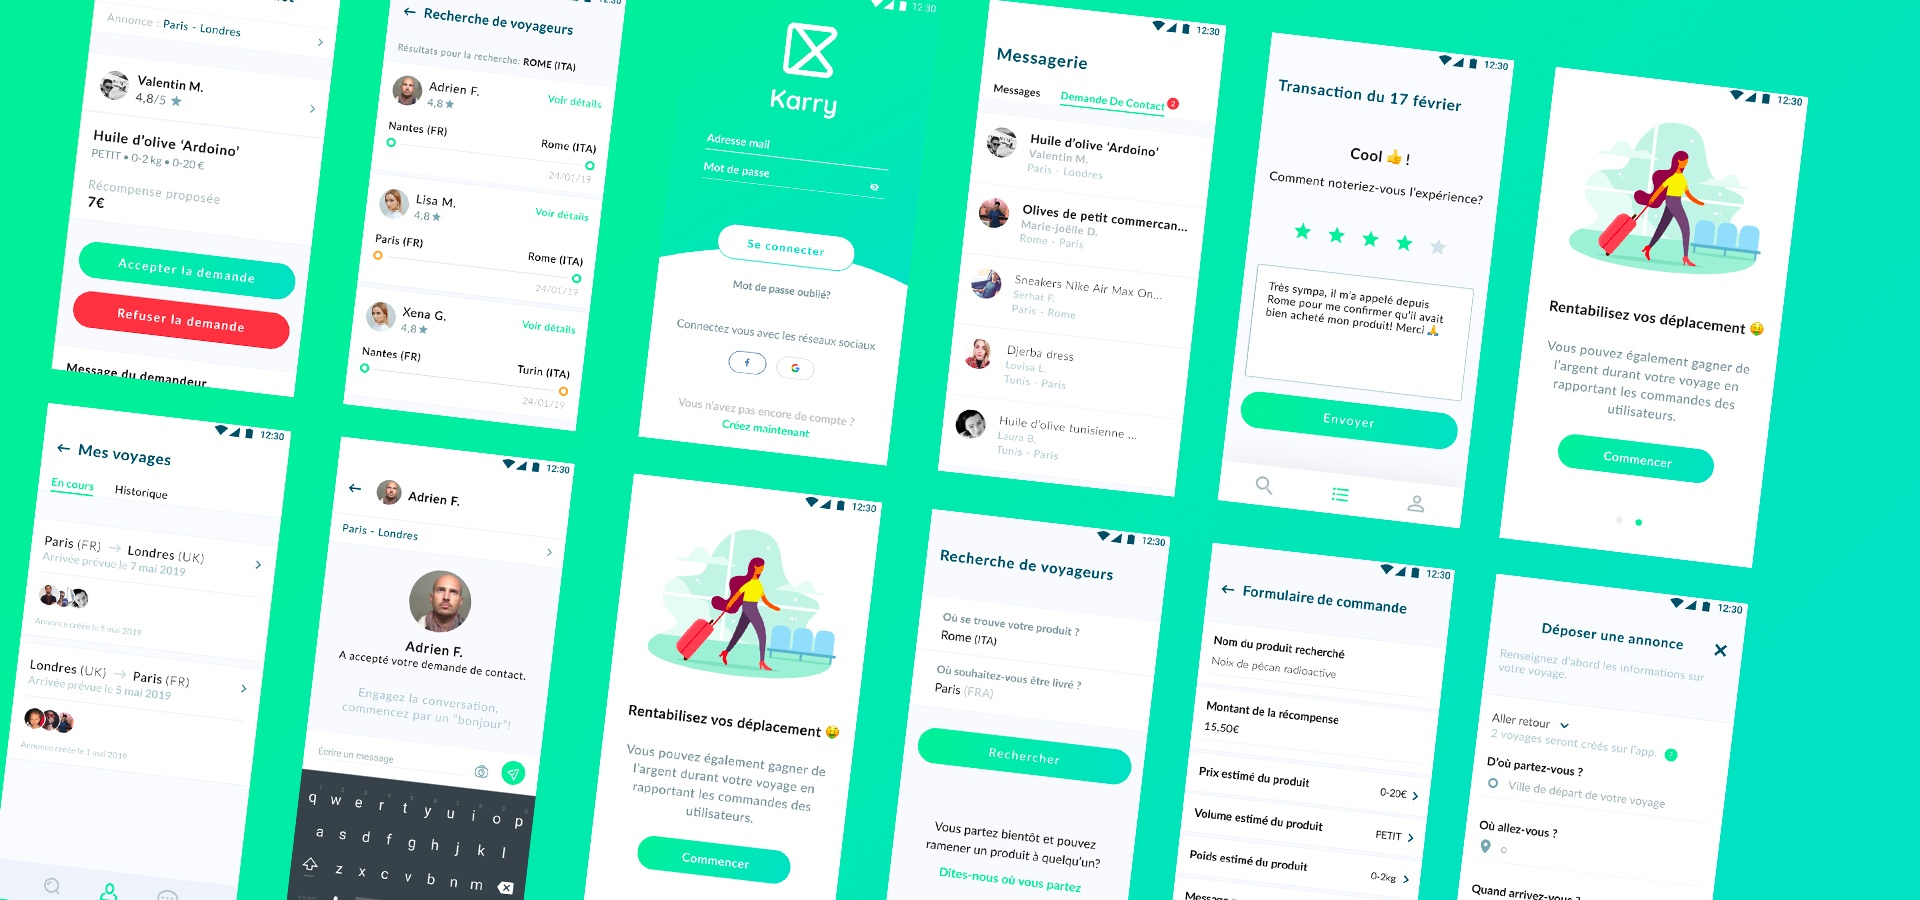 Annonce : Paris - Londres
Valentin M.
4,8/5
Huile d'olive 'Ardoino'
PETIT • 0-2 kg • 0-20 €
Récompense proposée
7€
Accepter la demande
Refuser la demande
Message du demandeur
12:30
Recherche de voyageurs
Résultats pour la recherche: ROME (ITA)
Adrien F.
4,8
Voir détails
Nantes (FR)
Rome (ITA)
24/01/19
Lisa M.
4,8
Voir détails
Paris (FR)
Rome (ITA)
24/01/19
Xena G.
4,8
Voir détails
Nantes (FR)
Turin (ITA)
24/01/19
12:30
Karry
Adresse mail
Mot de passe
Se connecter
Mot de passe oublié?
Connectez vous avec les réseaux sociaux
f
G
Vous n'avez pas encore de compte ?
Créez maintenant
12:30
Messagerie
Messages
Demande De Contact
2
Huile d'olive 'Ardoino'
Valentin M.
Paris - Londres
Olives de petit commercan...
Marie-joëlle D.
Rome - Paris
Sneakers Nike Air Max On...
Serhat F.
Paris - Rome
Djerba dress
Lovisa L.
Tunis - Paris
Huile d'olive tunisienne ...
Laura B.
Tunis - Paris
12:30
Transaction du 17 février
Cool 👍 !
Comment noteriez-vous l'expérience?
Très sympa, il m'a appelé depuis
Rome pour me confirmer qu'il avait
bien acheté mon produit! Merci 🙏
Envoyer
12:30
Rentabilisez vos déplacement 🤑
Vous pouvez également gagner de
l'argent durant votre voyage en
rapportant les commandes des
utilisateurs.
Commencer
12:30
Mes voyages
En cours
Historique
Paris (FR) → Londres (UK)
Arrivée prévue le 7 mai 2019
Annonce créée le 5 mai 2019
Londres (UK) → Paris (FR)
Arrivée prévue le 5 mai 2019
Annonce créée le 1 mai 2019
12:30
Adrien F.
Paris - Londres
Adrien F.
A accepté votre demande de contact.
Engagez la conversation,
commencez par un "bonjour"!
Écrire un message
q w e r t y u i o p
a s d f g h j k l
z x c v b n m
12:30
Rentabilisez vos déplacement 🤑
Vous pouvez également gagner de
l'argent durant votre voyage en
rapportant les commandes des
utilisateurs.
Commencer
12:30
Recherche de voyageurs
Où se trouve votre produit ?
Rome (ITA)
Où souhaitez-vous être livré ?
Paris (FRA)
Rechercher
Vous partez bientôt et pouvez
ramener un produit à quelqu'un?
Dites-nous où vous partez
12:30
Formulaire de commande
Nom du produit recherché
Noix de pécan radioactive
Montant de la récompense
15,50€
Prix estimé du produit
0-20€
Volume estimé du produit
PETIT
Poids estimé du produit
0-2kg
12:30
Déposer une annonce
Renseignez d'abord les informations sur
votre voyage.
Aller retour
2 voyages seront créés sur l'app.
?
D'où partez-vous ?
Ville de départ de votre voyage
Où allez-vous ?
Quand arrivez-vous ?